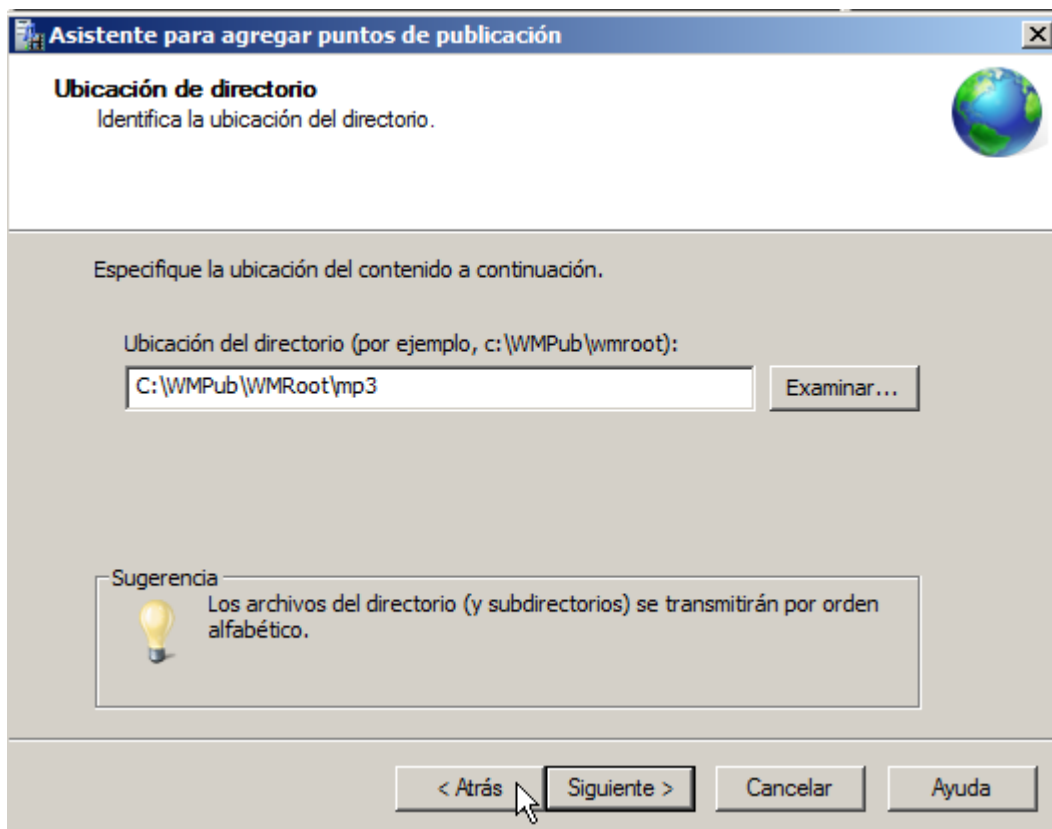 Asistente para agregar puntos de publicación
Ubicación de directorio
Identifica la ubicación del directorio.
Especifique la ubicación del contenido a continuación.
Ubicación del directorio (por ejemplo, c:\WMPub\wmroot):
C:\WMPub\WMRoot\mp3
Examinar...
Sugerencia
Los archivos del directorio (y subdirectorios) se transmitirán por orden
alfabético.
< Atrás
Siguiente >
Cancelar
Ayuda